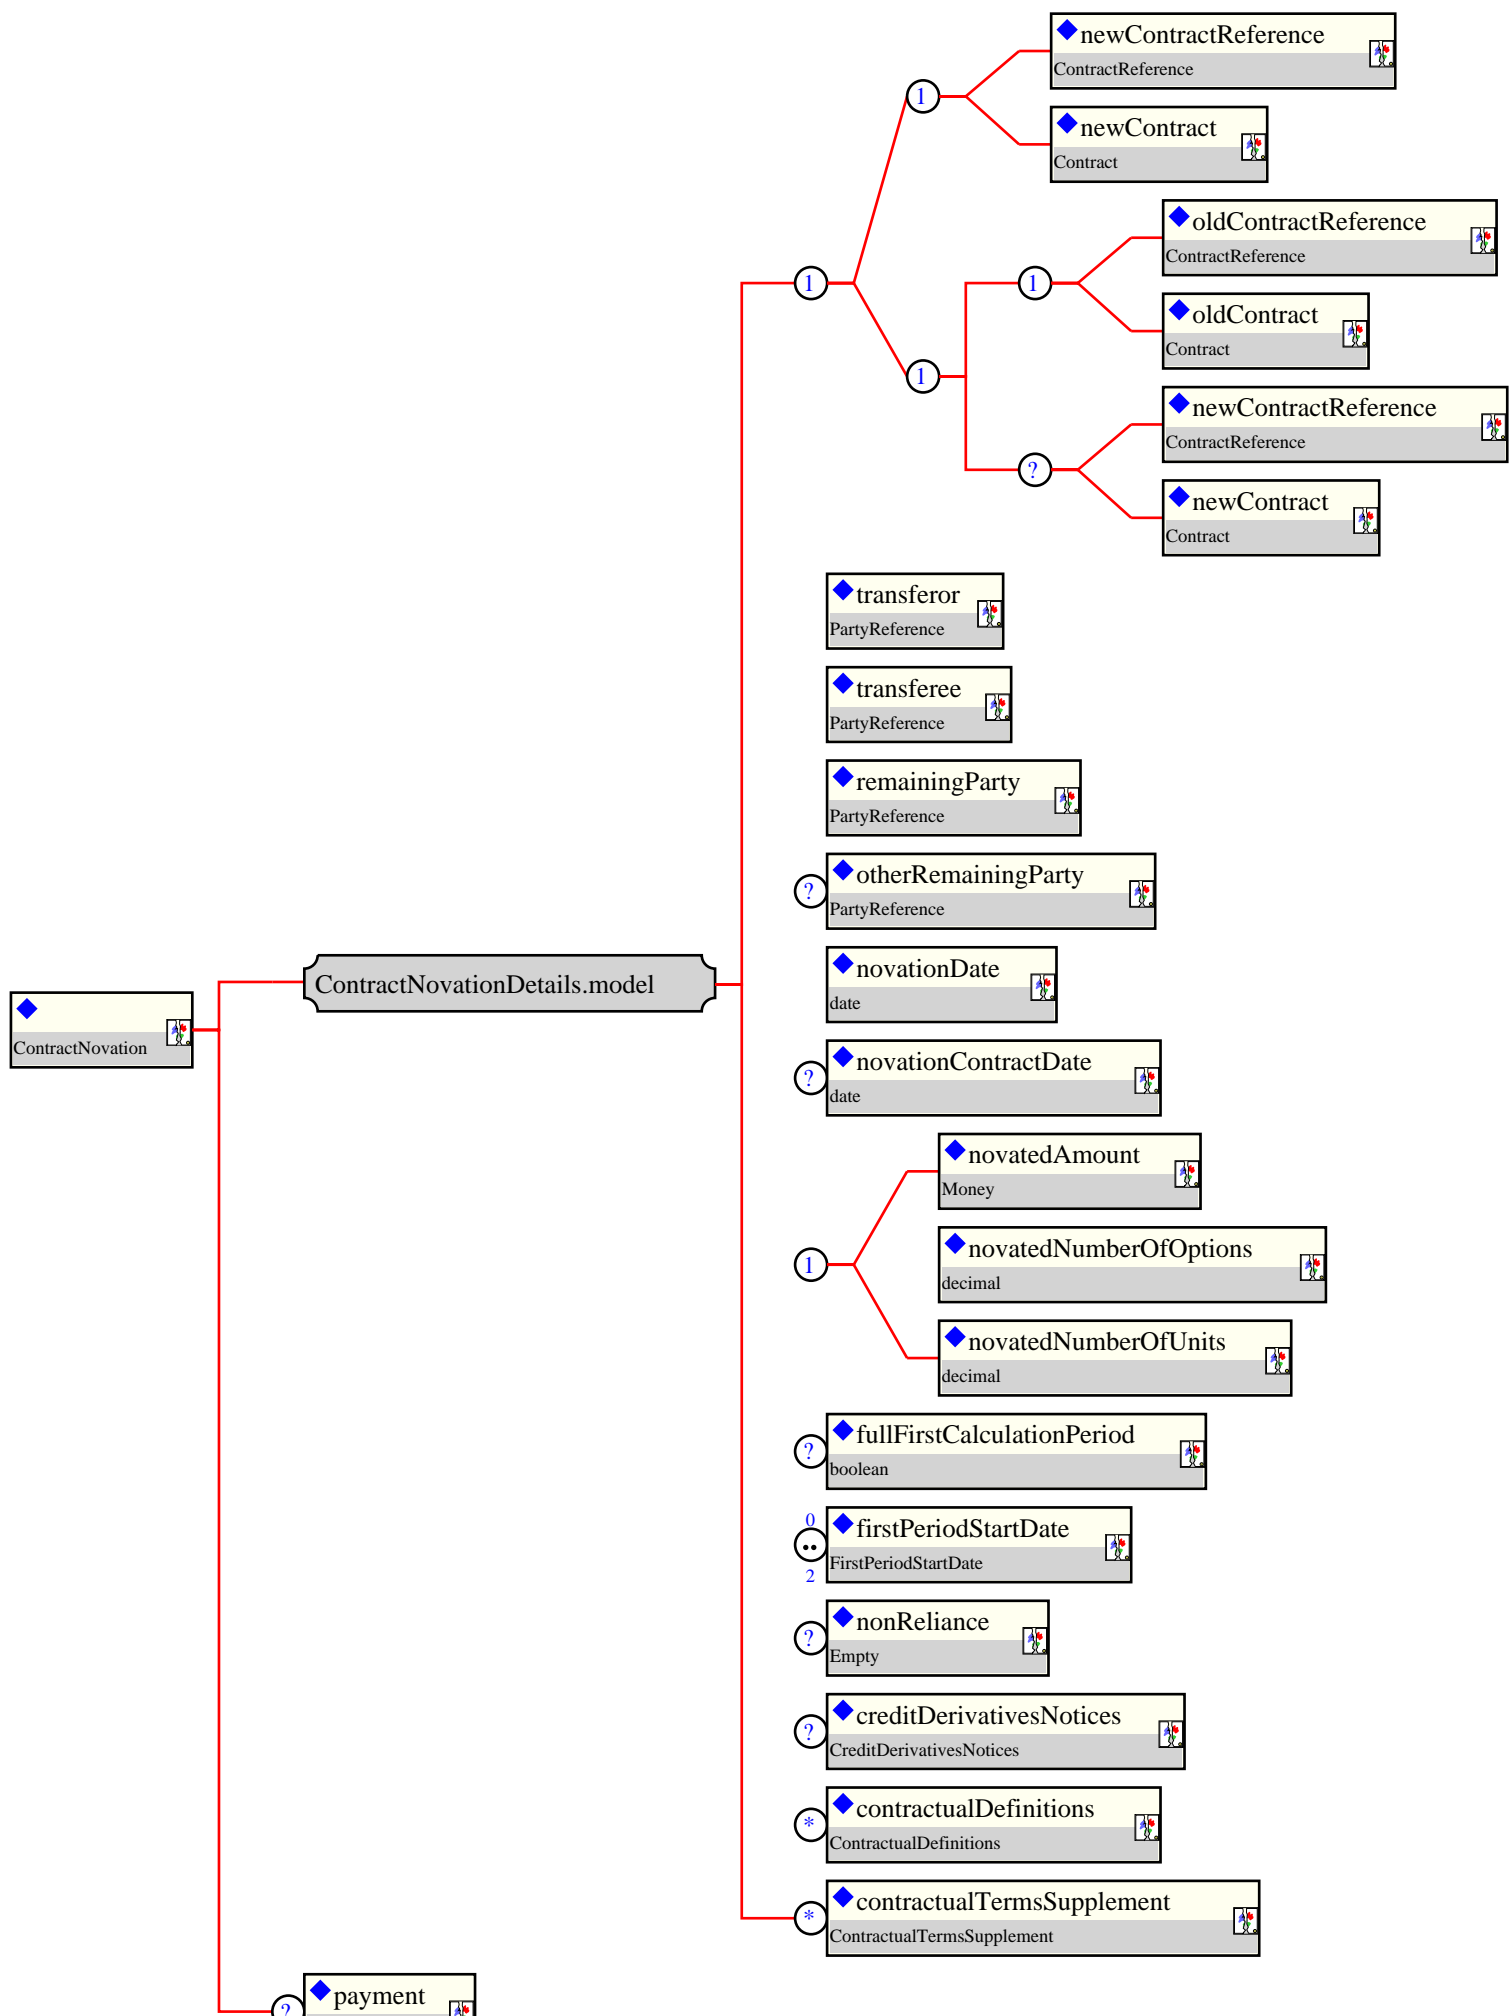 newContractReference
ContractReference
1
newContract
Contract
oldContractReference
ContractReference
1
1
oldContract
Contract
1
newContractReference
ContractReference
?
newContract
Contract
transferor
PartyReference
transferee
PartyReference
remainingParty
PartyReference
otherRemainingParty
?
PartyReference
novationDate
date
ContractNovationDetails.model
ContractNovation
novationContractDate
?
date
novatedAmount
Money
novatedNumberOfOptions
1
decimal
novatedNumberOfUnits
decimal
fullFirstCalculationPeriod
?
boolean
0
firstPeriodStartDate
..
FirstPeriodStartDate
2
nonReliance
?
Empty
creditDerivativesNotices
?
CreditDerivativesNotices
contractualDefinitions
*
ContractualDefinitions
contractualTermsSupplement
*
ContractualTermsSupplement
payment
?